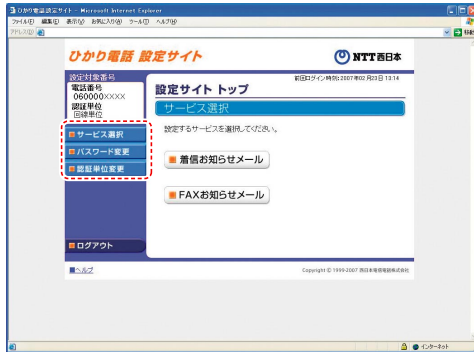 ひかり電話設定サイト - Microsoft Internet Explorer
ファイル(F) 編集(E) 表示(V) お気に入り(A) ツール(T) ヘルプ(H)
アドレス(D)
移動
ひかり電話 設定サイト
NTT西日本
設定対象番号
電話番号
060000××××
認証単位
回線単位
前回ログイン時刻:2007年02月23日 13:14
設定サイト トップ
サービス選択
設定するサービスを選択してください。
サービス選択
パスワード変更
認証単位変更
着信お知らせメール
FAXお知らせメール
ログアウト
ヘルプ
Copyright © 1999-2007 西日本電信電話株式会社
インターネット